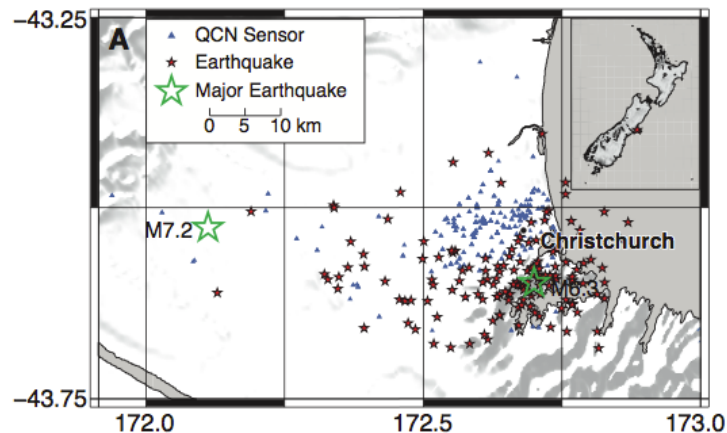 −43.25
A
QCN Sensor
Earthquake
Major Earthquake
0 5 10 km
M7.2
Christchurch
M6.3
−43.75
172.0 172.5 173.0